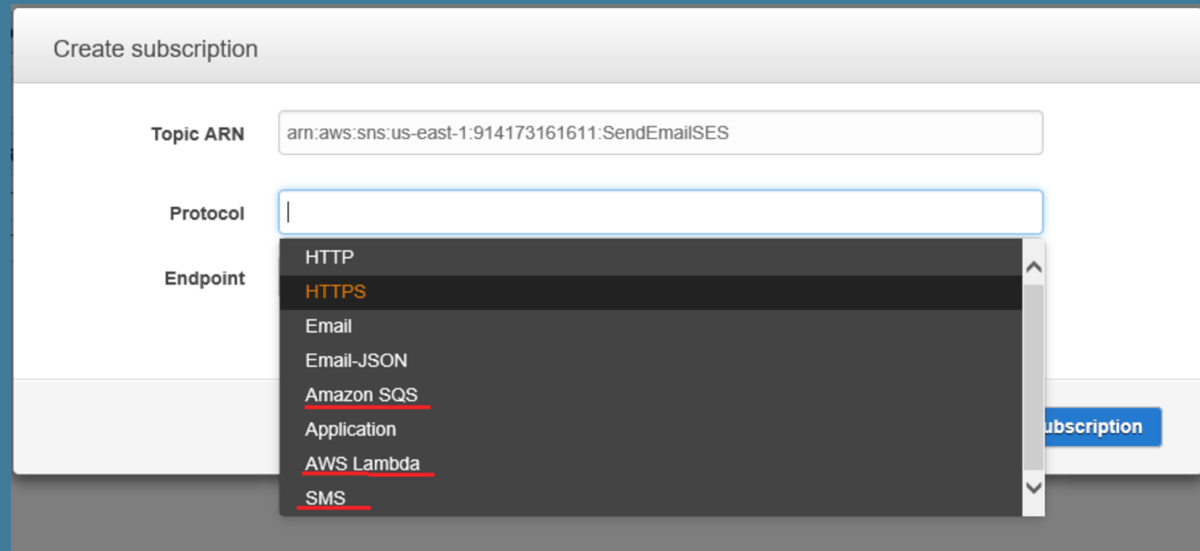 Create subscription
Topic ARN
arn:aws:sns:us-east-1:914173161611:SendEmailSES
Protocol
HTTP
Endpoint
HTTPS
Email
Email-JSON
Amazon SQS
Application
ubscription
AWS Lambda
SMS